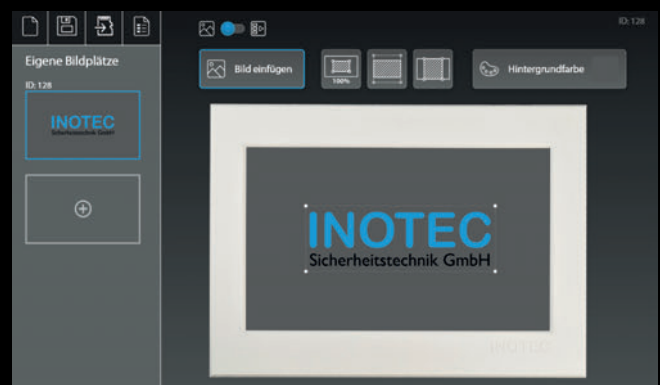 ID: 128
Eigene Bildplätze
ID: 128
INOTEC
Sicherheitstechnik GmbH
Bild einfügen
100%
Hintergrundfarbe
INOTEC
Sicherheitstechnik GmbH
INOTEC